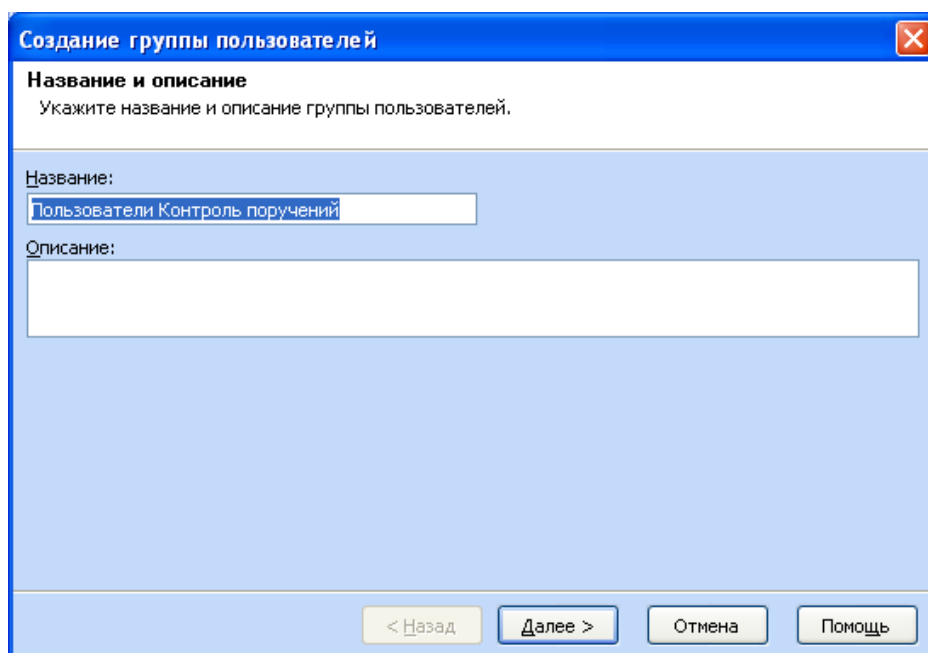 Создание группы пользователей
Название и описание
Укажите название и описание группы пользователей.
Название:
Пользователи Контроль поручений
Описание:
< Назад Далее > Отмена Помощь